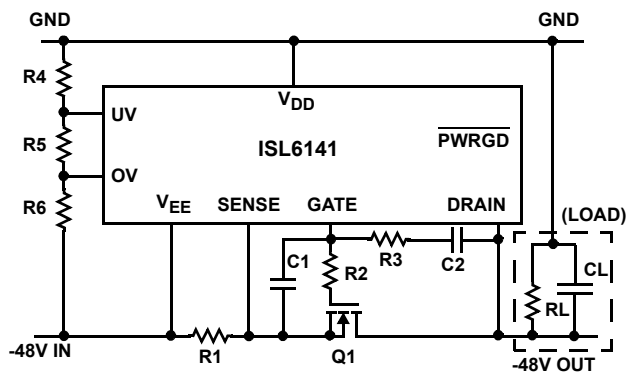 GND
GND
R4
VDD
UV
R5
ISL6141
PWRGD
OV
R6
VEE
SENSE
GATE
DRAIN
(LOAD)
C1
R2
R3
C2
CL
RL
-48V IN
R1
Q1
-48V OUT